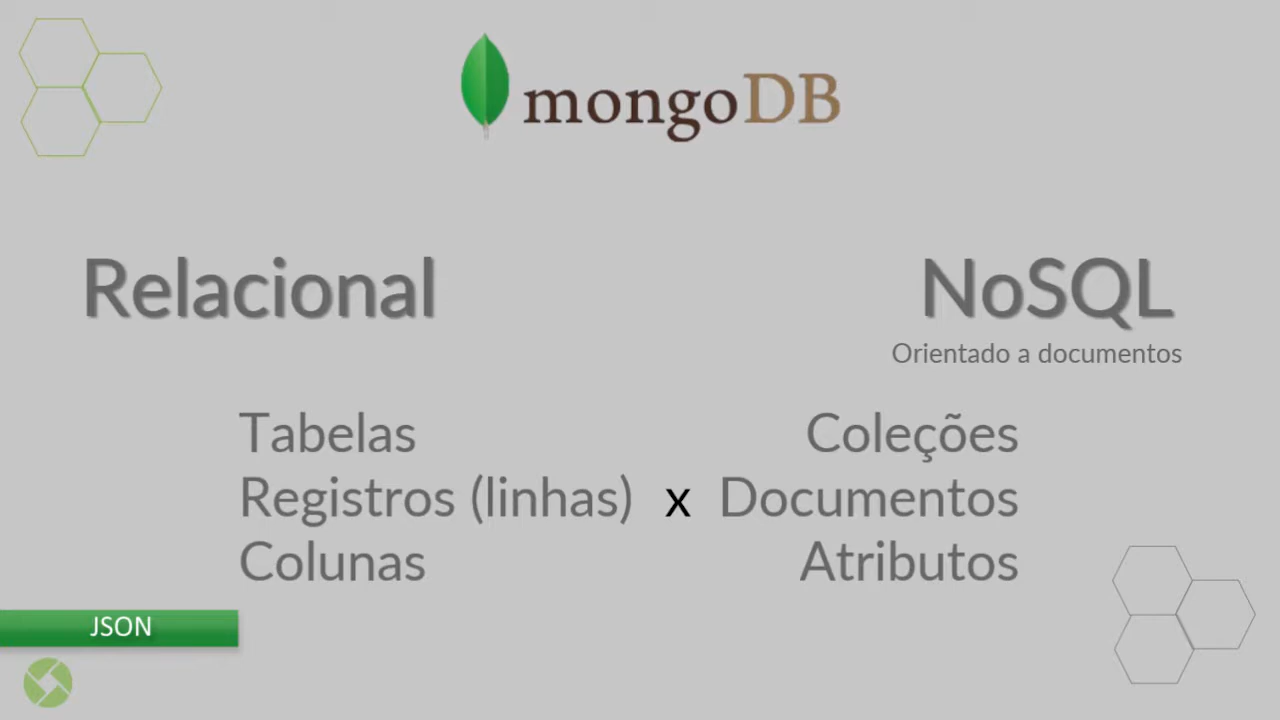 mongoDB
Relacional
NoSQL
Orientado a documentos
Tabelas
Coleções
Registros (linhas) x Documentos
Colunas
Atributos
JSON